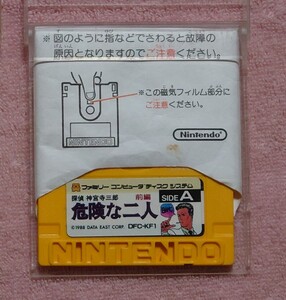 ※図のように指などでさわると故障の
原因となりますのでご注意ください。
※この磁気フィルム部分に
ご注意ください。
Nintendo
ファミリー コンピュータ ディスク システム
探偵 神宮寺三郎 前編
危険な二人
SIDE A
©1988 DATA EAST CORP. DFC-KF1
NINTENDO